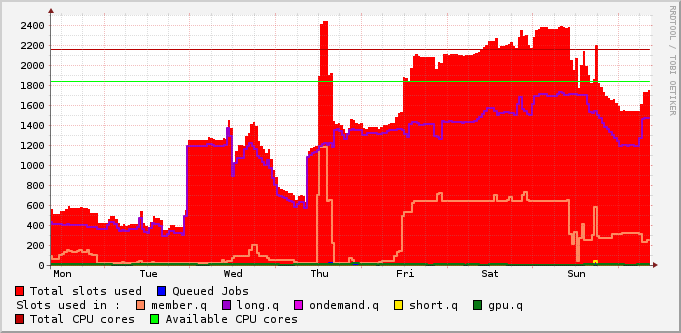 RRDTOOL / TOBI OETIKER
2400
2200
2000
1800
1600
1400
1200
1000
800
600
400
200
0
Mon Tue Wed Thu Fri Sat Sun
Total slots used Queued Jobs
Slots used in : member.q long.q ondemand.q short.q gpu.q
Total CPU cores Available CPU cores